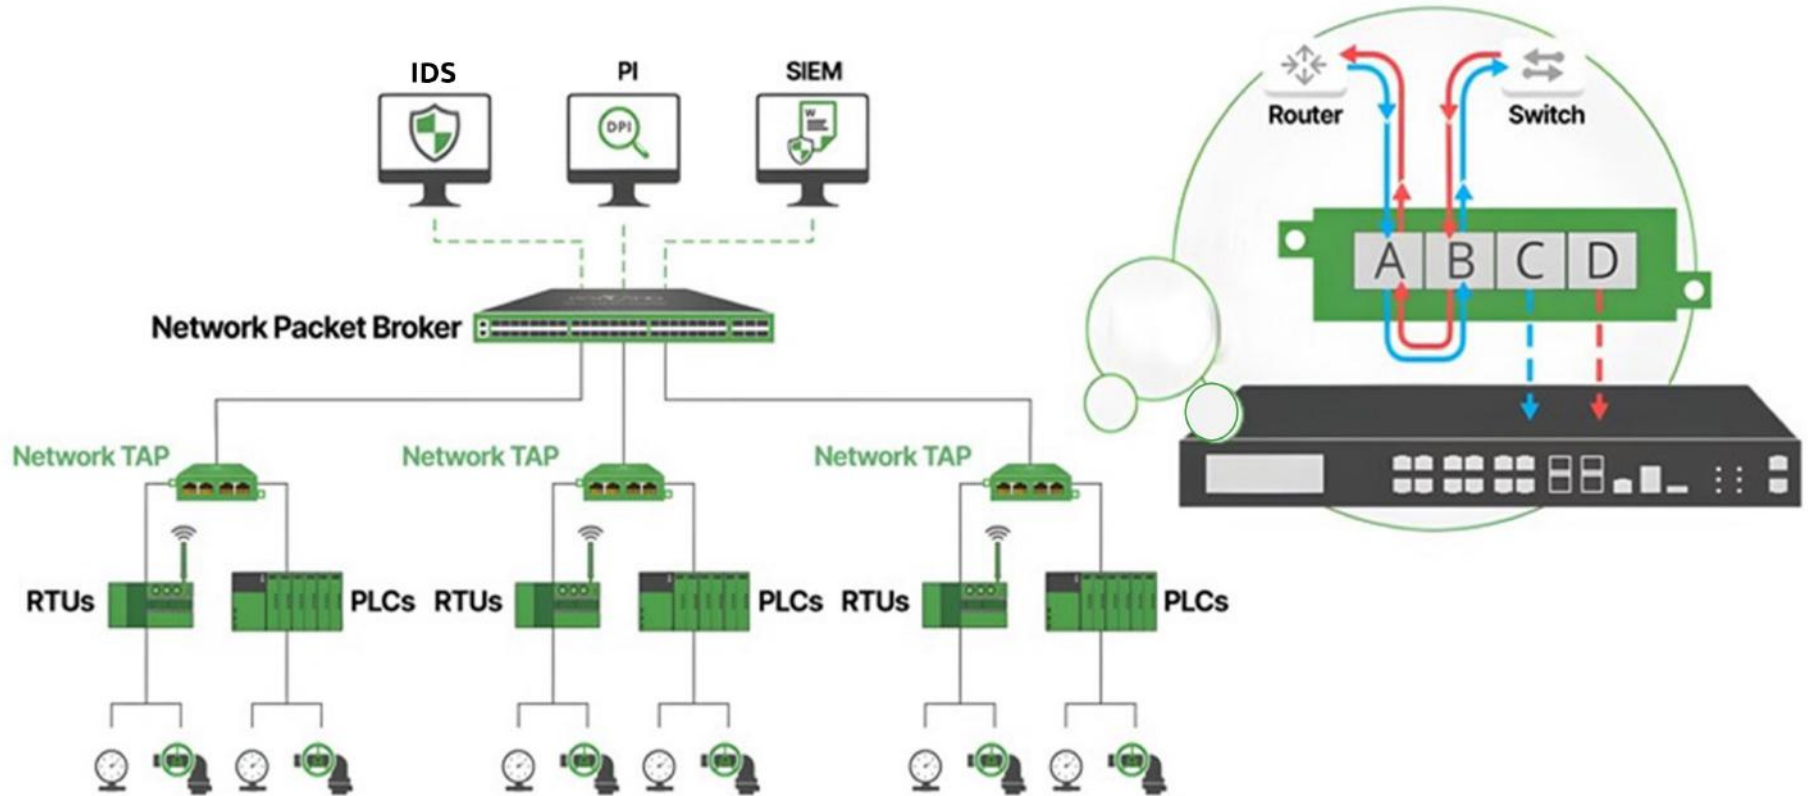 IDS
PI
SIEM
DPI
W
Network Packet Broker
Network TAP
Network TAP
Network TAP
RTUs
PLCs
RTUs
PLCs
RTUs
PLCs
Router
Switch
A
B
C
D